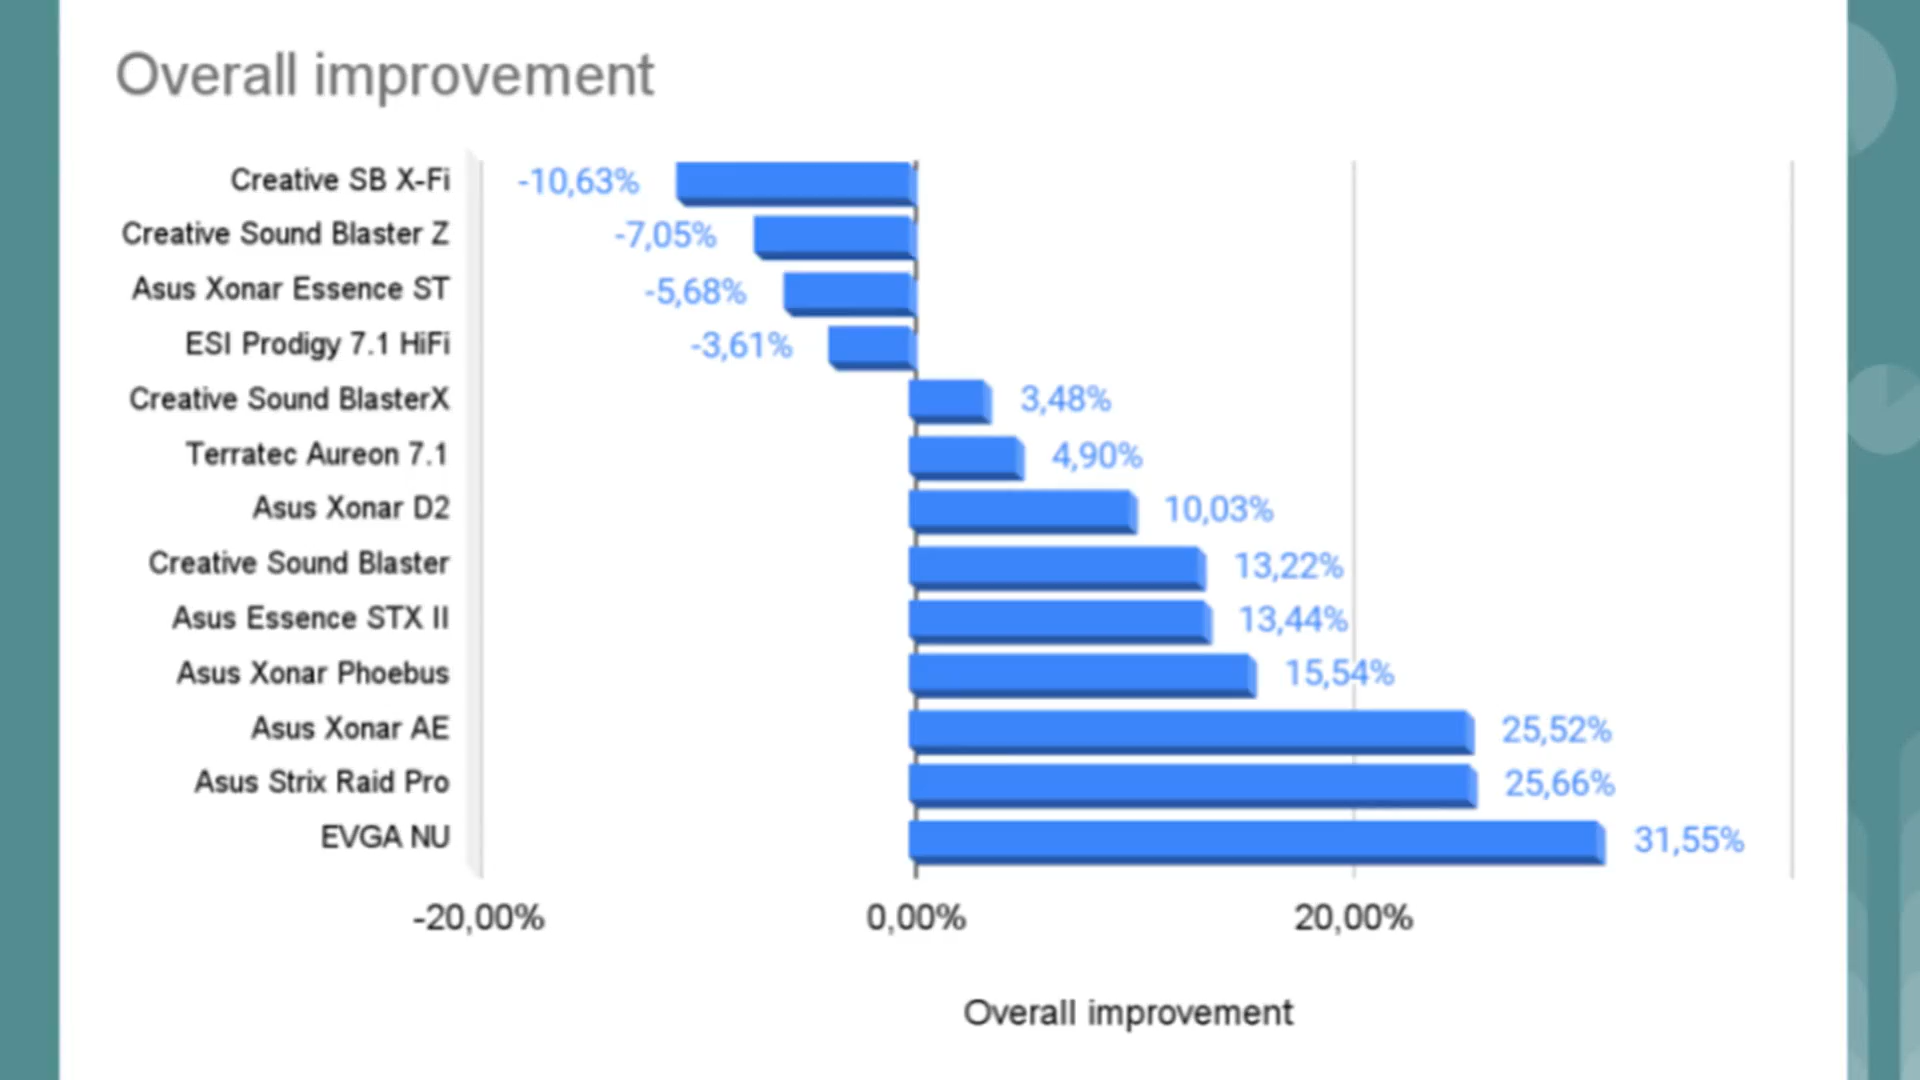 Overall improvement
Creative SB X-Fi -10,63%
Creative Sound Blaster Z -7,05%
Asus Xonar Essence ST -5,68%
ESI Prodigy 7.1 HiFi -3,61%
Creative Sound BlasterX 3,48%
Terratec Aureon 7.1 4,90%
Asus Xonar D2 10,03%
Creative Sound Blaster 13,22%
Asus Essence STX II 13,44%
Asus Xonar Phoebus 15,54%
Asus Xonar AE 25,52%
Asus Strix Raid Pro 25,66%
EVGA NU 31,55%
-20,00% 0,00% 20,00%
Overall improvement